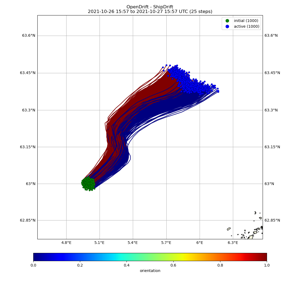 OpenDrift - ShipDrift
2021-10-26 15:57 to 2021-10-27 15:57 UTC (25 steps)
initial (1000)
active (1000)
63.6°N 63.6°N
63.45°N 63.45°N
63.3°N 63.3°N
63.15°N 63.15°N
63°N 63°N
62.85°N 62.85°N
4.8°E 5.1°E 5.4°E 5.7°E 6°E 6.3°E
0.0 0.2 0.4 0.6 0.8 1.0
orientation